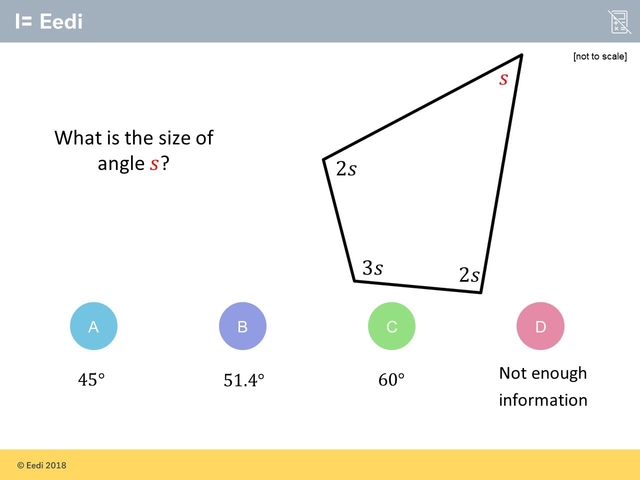 I= Eedi
[not to scale]
s
What is the size of
angle s?
2s
3s
2s
A
B
C
D
45°
51.4°
60°
Not enough
information
© Eedi 2018